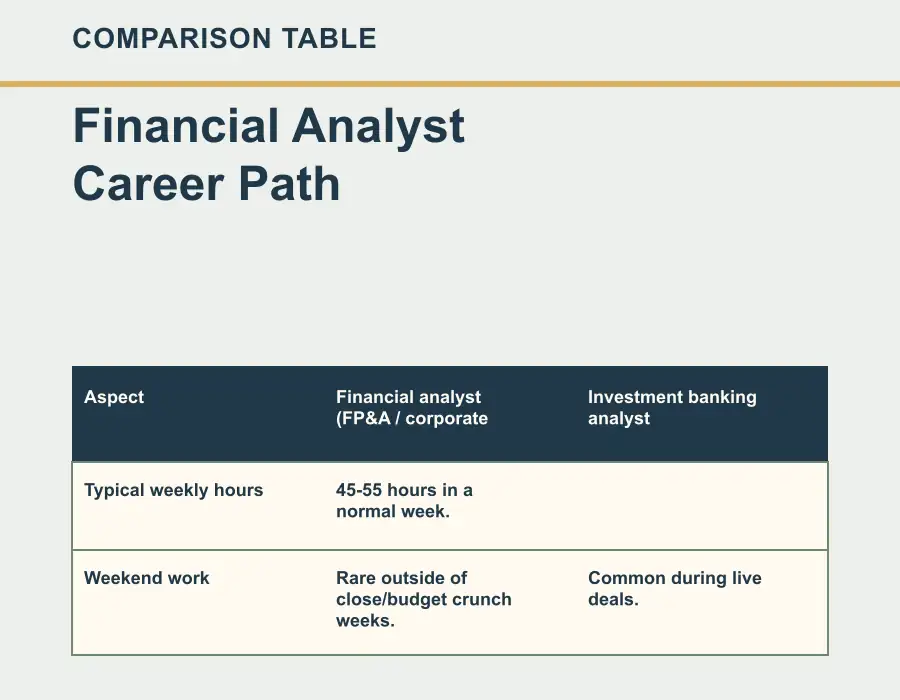 COMPARISON TABLE
Financial Analyst
Career Path
Aspect
Financial analyst
(FP&A / corporate
Investment banking
analyst
Typical weekly hours
45-55 hours in a
normal week.
Weekend work
Rare outside of
close/budget crunch
weeks.
Common during live
deals.